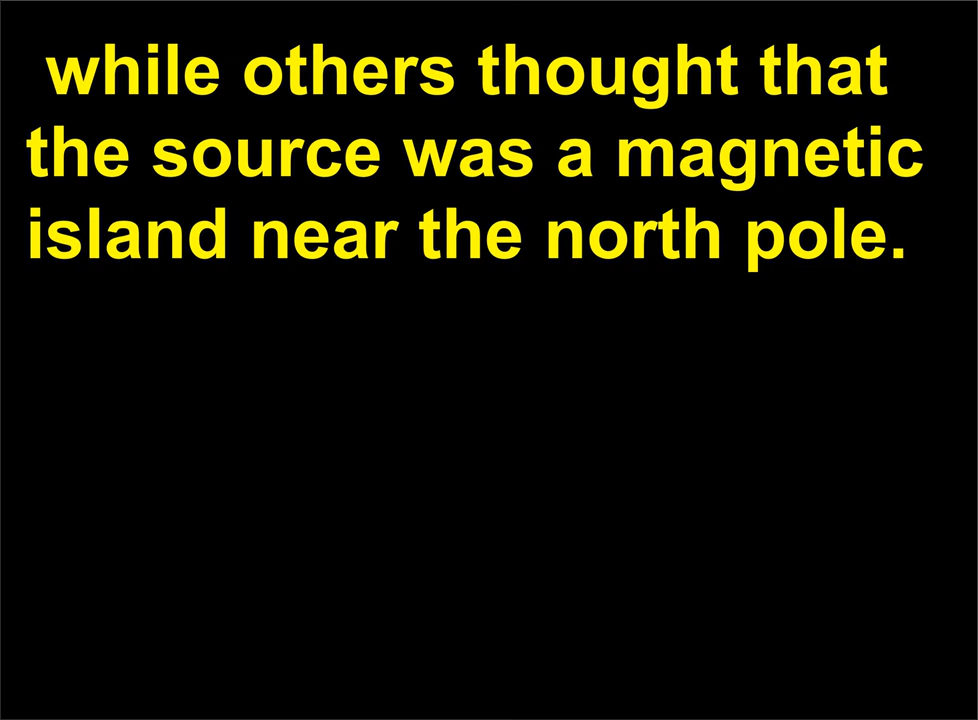 while others thought that
the source was a magnetic
island near the north pole.